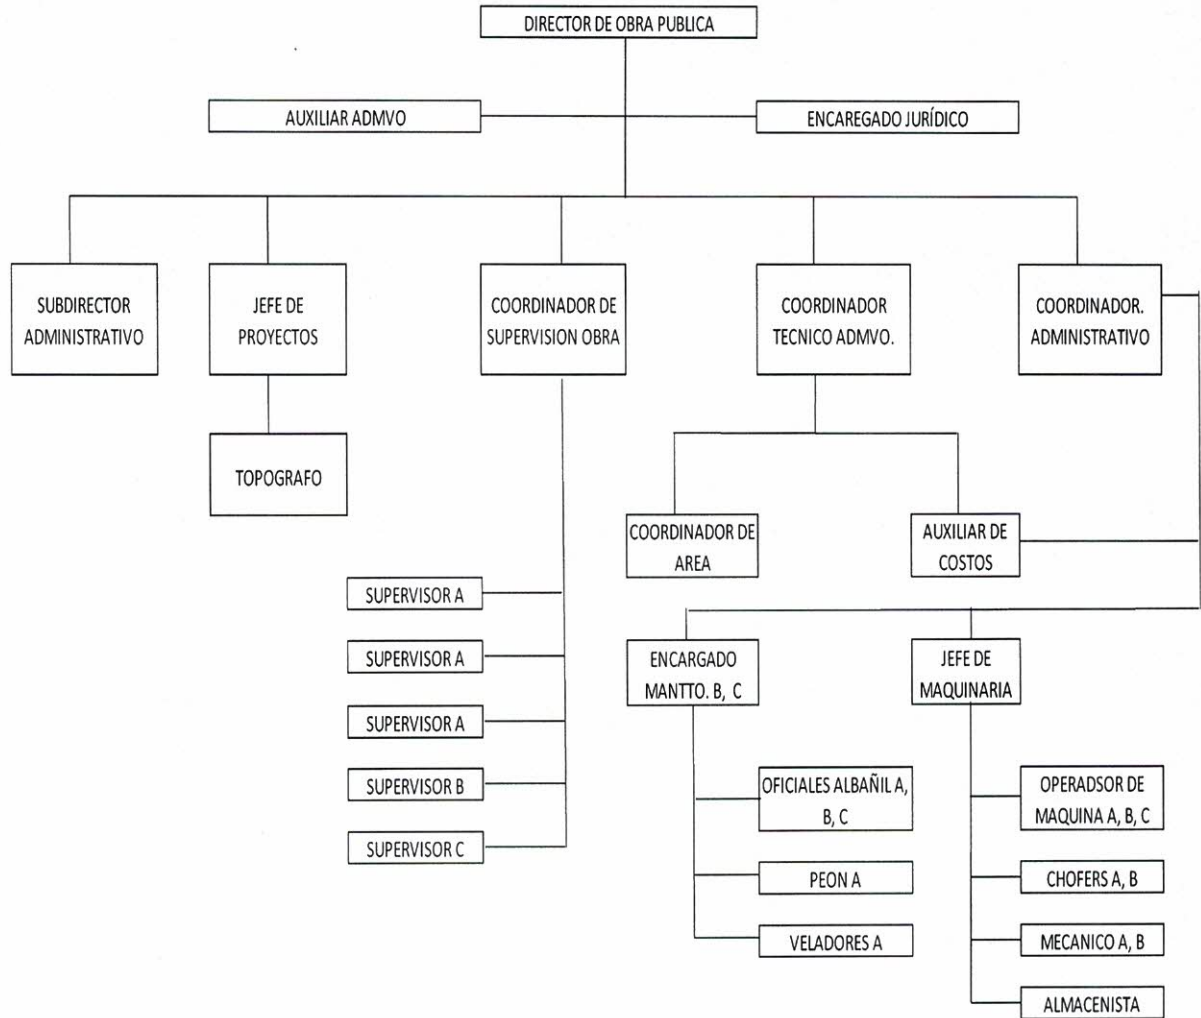 DIRECTOR DE OBRA PUBLICA
AUXILIAR ADMVO
ENCAREGADO JURÍDICO
SUBDIRECTOR
ADMINISTRATIVO
JEFE DE
PROYECTOS
COORDINADOR DE
SUPERVISION OBRA
COORDINADOR
TECNICO ADMVO.
COORDINADOR.
ADMINISTRATIVO
TOPOGRAFO
COORDINADOR DE
AREA
AUXILIAR DE
COSTOS
SUPERVISOR A
SUPERVISOR A
SUPERVISOR A
SUPERVISOR B
SUPERVISOR C
ENCARGADO
MANTTO. B, C
JEFE DE
MAQUINARIA
OFICIALES ALBAÑIL A,
B, C
PEON A
VELADORES A
OPERADSOR DE
MAQUINA A, B, C
CHOFERS A, B
MECANICO A, B
ALMACENISTA